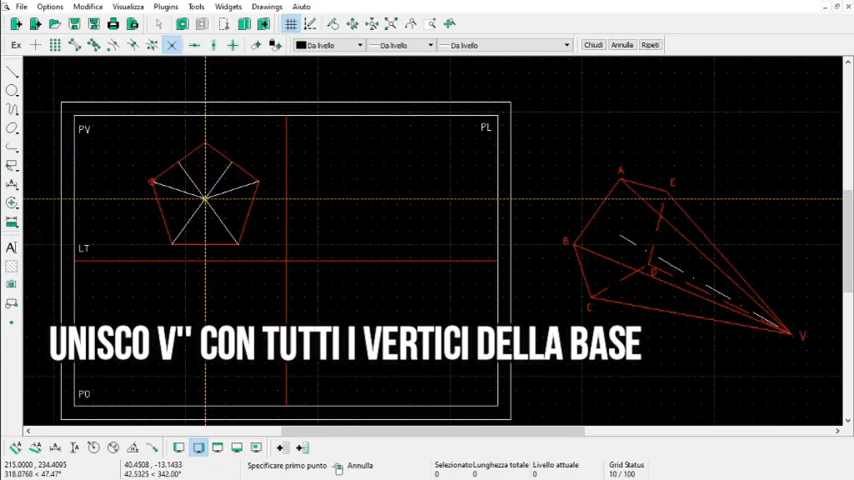 File Opzioni Modifica Visualizza Plugins Tools Widgets Drawings Aiuto
Ex Da livello Da livello Da livello Chiudi Annulla Ripeti
PV PL
A
E
B
LT
D
E
V
UNISCO V'' CON TUTTI I VERTICI DELLA BASE
PO
215.0000 , 234.4095 40.4508 , -13.1433 Specificare primo punto Annulla Selezionato Lunghezza totale Livello attuale Grid Status
318.0768 < 47.47° 42.5325 < 342.00° 0 0 0 10 / 100